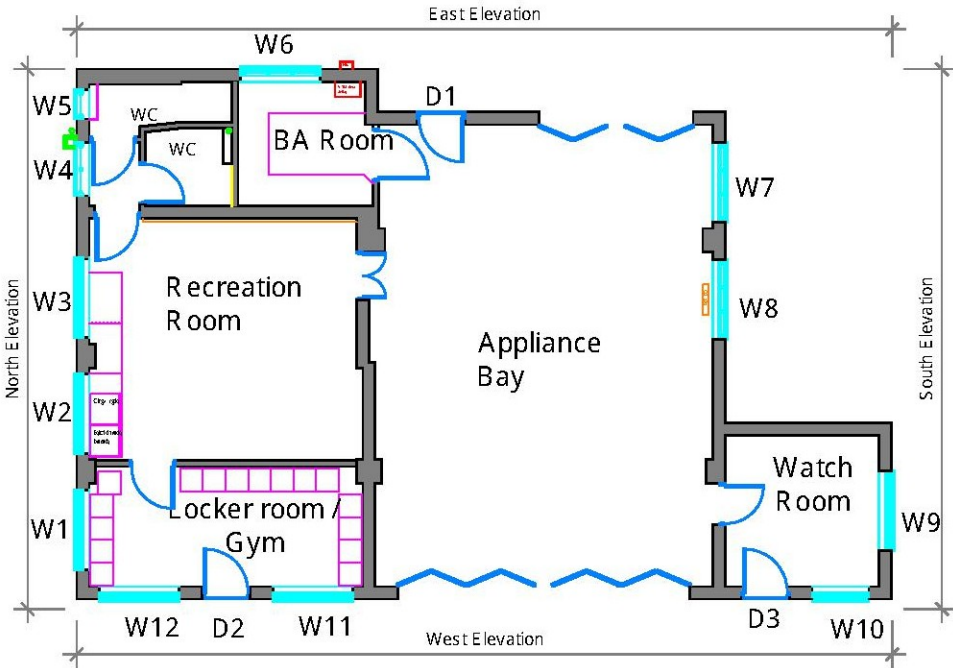 East Elevation
W6
W5
WC
D1
BA Room
WC
W4
W7
Recreation
Room
W3
W8
North Elevation
South Elevation
Appliance
Bay
W2
Watch
Room
Locker room /
Gym
W1
W9
W12
D2
W11
D3
W10
West Elevation